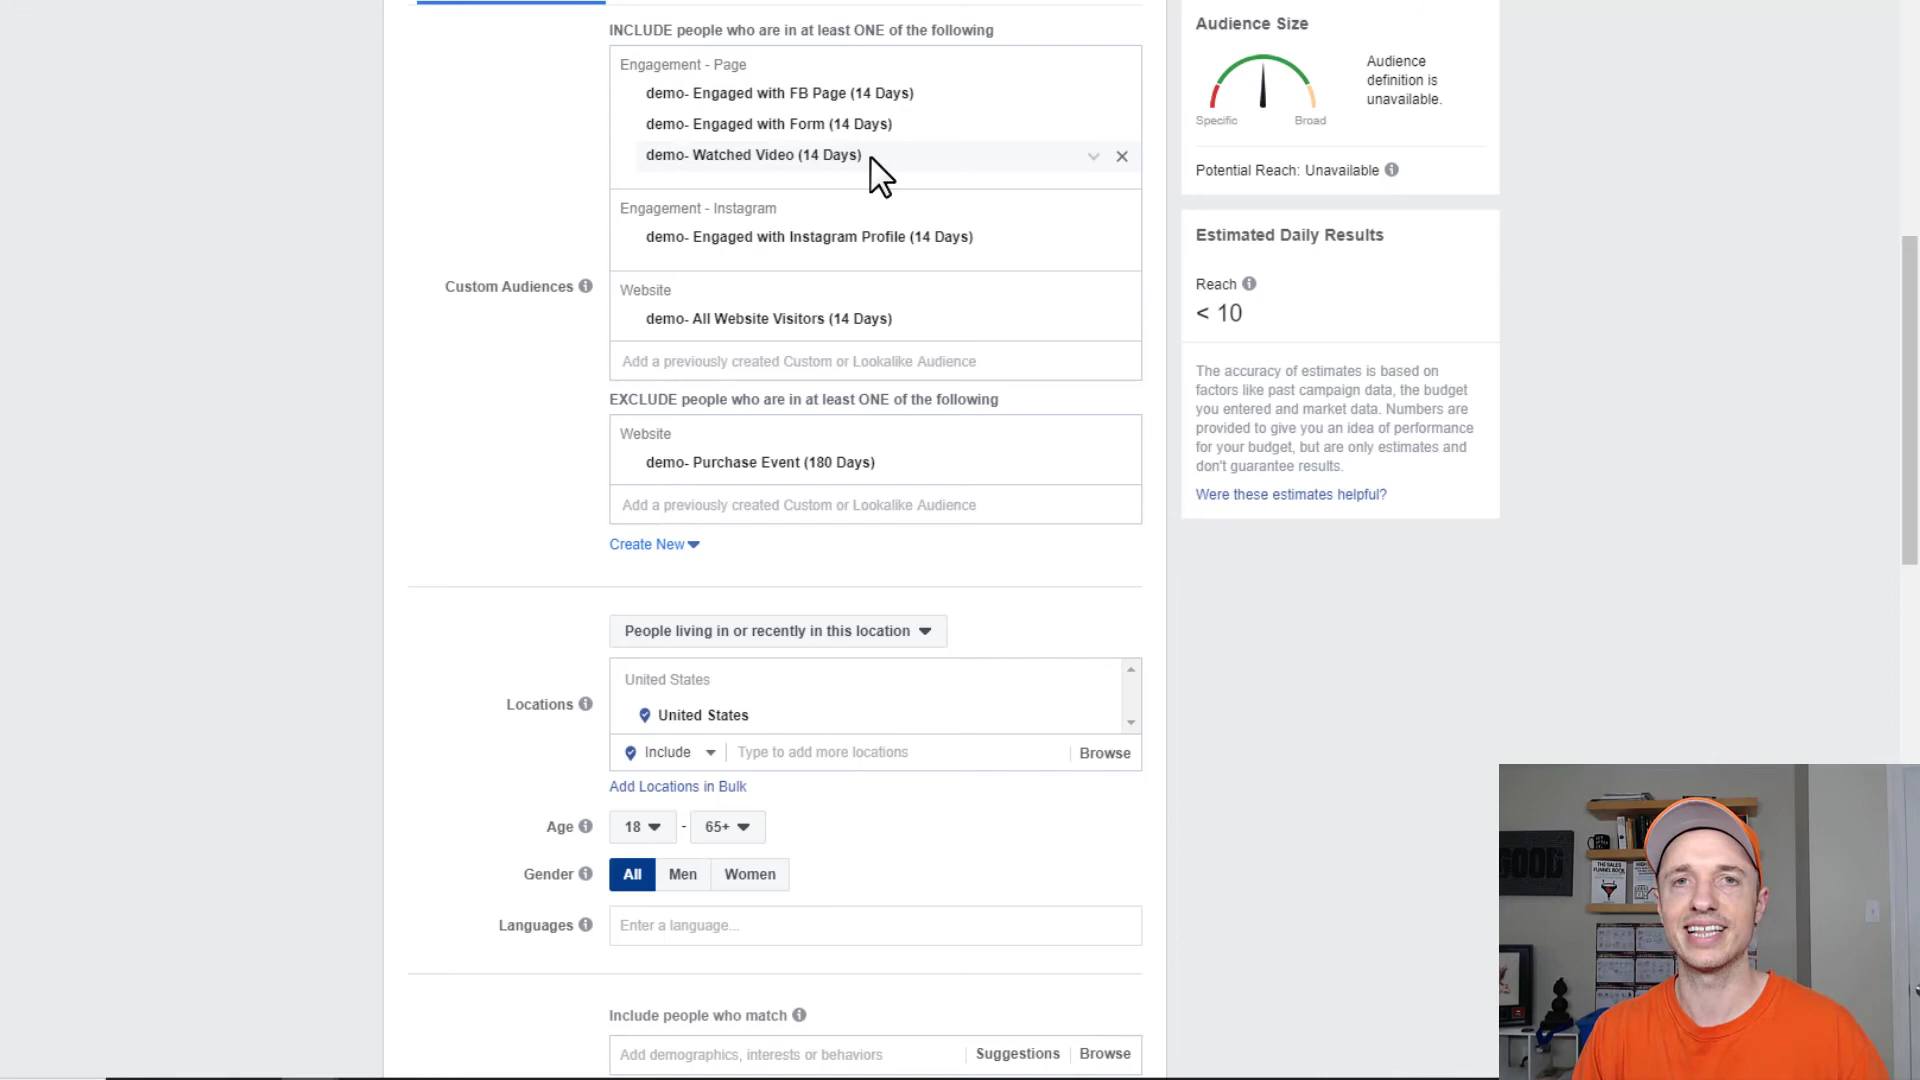 INCLUDE people who are in at least ONE of the following
Engagement - Page
demo- Engaged with FB Page (14 Days)
demo- Engaged with Form (14 Days)
demo- Watched Video (14 Days)
Engagement - Instagram
demo- Engaged with Instagram Profile (14 Days)
Custom Audiences
Website
demo- All Website Visitors (14 Days)
Add a previously created Custom or Lookalike Audience
EXCLUDE people who are in at least ONE of the following
Website
demo- Purchase Event (180 Days)
Add a previously created Custom or Lookalike Audience
Create New
People living in or recently in this location
Locations
United States
United States
Include
Type to add more locations
Browse
Add Locations in Bulk
Age
18 - 65+
Gender
All
Men
Women
Languages
Enter a language...
Include people who match
Add demographics, interests or behaviors
Suggestions
Browse
Audience Size
Specific
Broad
Audience
definition is
unavailable.
Potential Reach: Unavailable
Estimated Daily Results
Reach
< 10
The accuracy of estimates is based on
factors like past campaign data, the budget
you entered and market data. Numbers are
provided to give you an idea of performance
for your budget, but are only estimates and
don't guarantee results.
Were these estimates helpful?
GOOD
THE SALES
FUNNEL BOOK